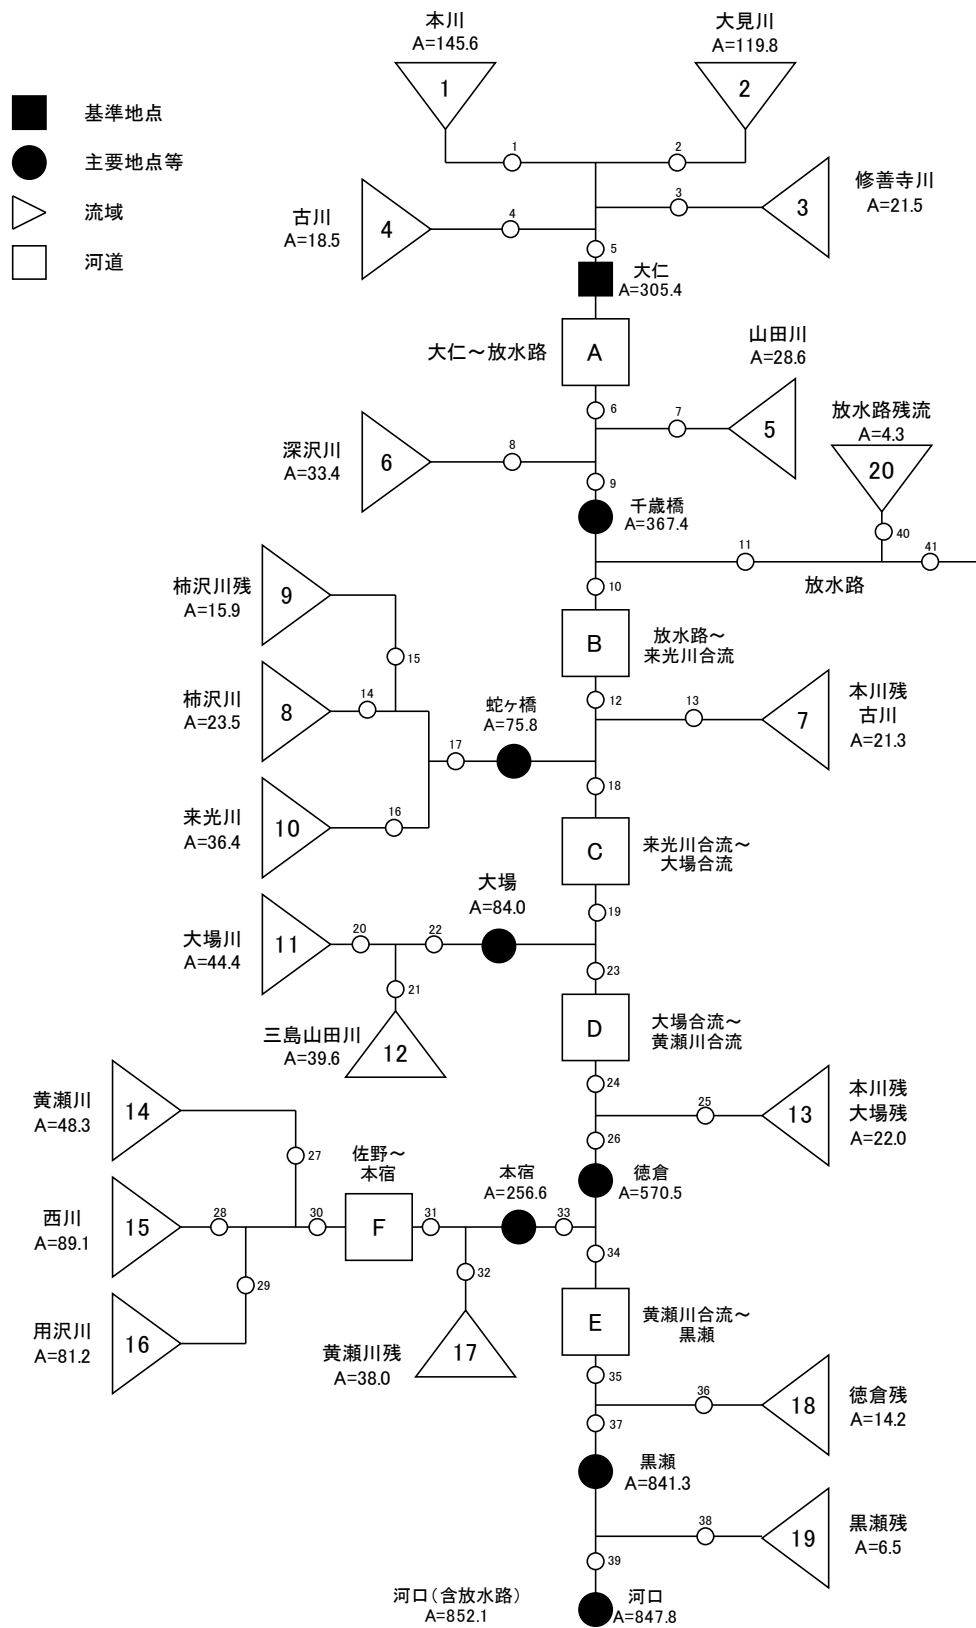 本川
A=145.6
1
大見川
A=119.8
2
基準地点
主要地点等
流域
河道
1
2
修善寺川
A=21.5
3
3
古川
A=18.5
4
4
5
大仁
A=305.4
大仁～放水路
A
山田川
A=28.6
5
6
7
深沢川
A=33.4
6
8
9
放水路残流
A=4.3
20
千歳橋
A=367.4
40
11
41
放水路
10
柿沢川残
A=15.9
9
15
B
放水路～
来光川合流
柿沢川
A=23.5
8
14
12
13
本川残
古川
A=21.3
7
蛇ヶ橋
A=75.8
17
18
来光川
A=36.4
10
16
C
来光川合流～
大場合流
大場
A=84.0
19
大場川
A=44.4
11
20
22
21
23
三島山田川
A=39.6
12
D
大場合流～
黄瀬川合流
24
黄瀬川
A=48.3
14
27
25
本川残
大場残
A=22.0
13
26
佐野～
本宿
本宿
A=256.6
徳倉
A=570.5
西川
A=89.1
15
28
30
F
31
33
34
29
32
用沢川
A=81.2
16
黄瀬川残
A=38.0
17
E
黄瀬川合流～
黒瀬
35
36
徳倉残
A=14.2
18
37
黒瀬
A=841.3
38
黒瀬残
A=6.5
19
39
河口（含放水路）
A=852.1
河口
A=847.8